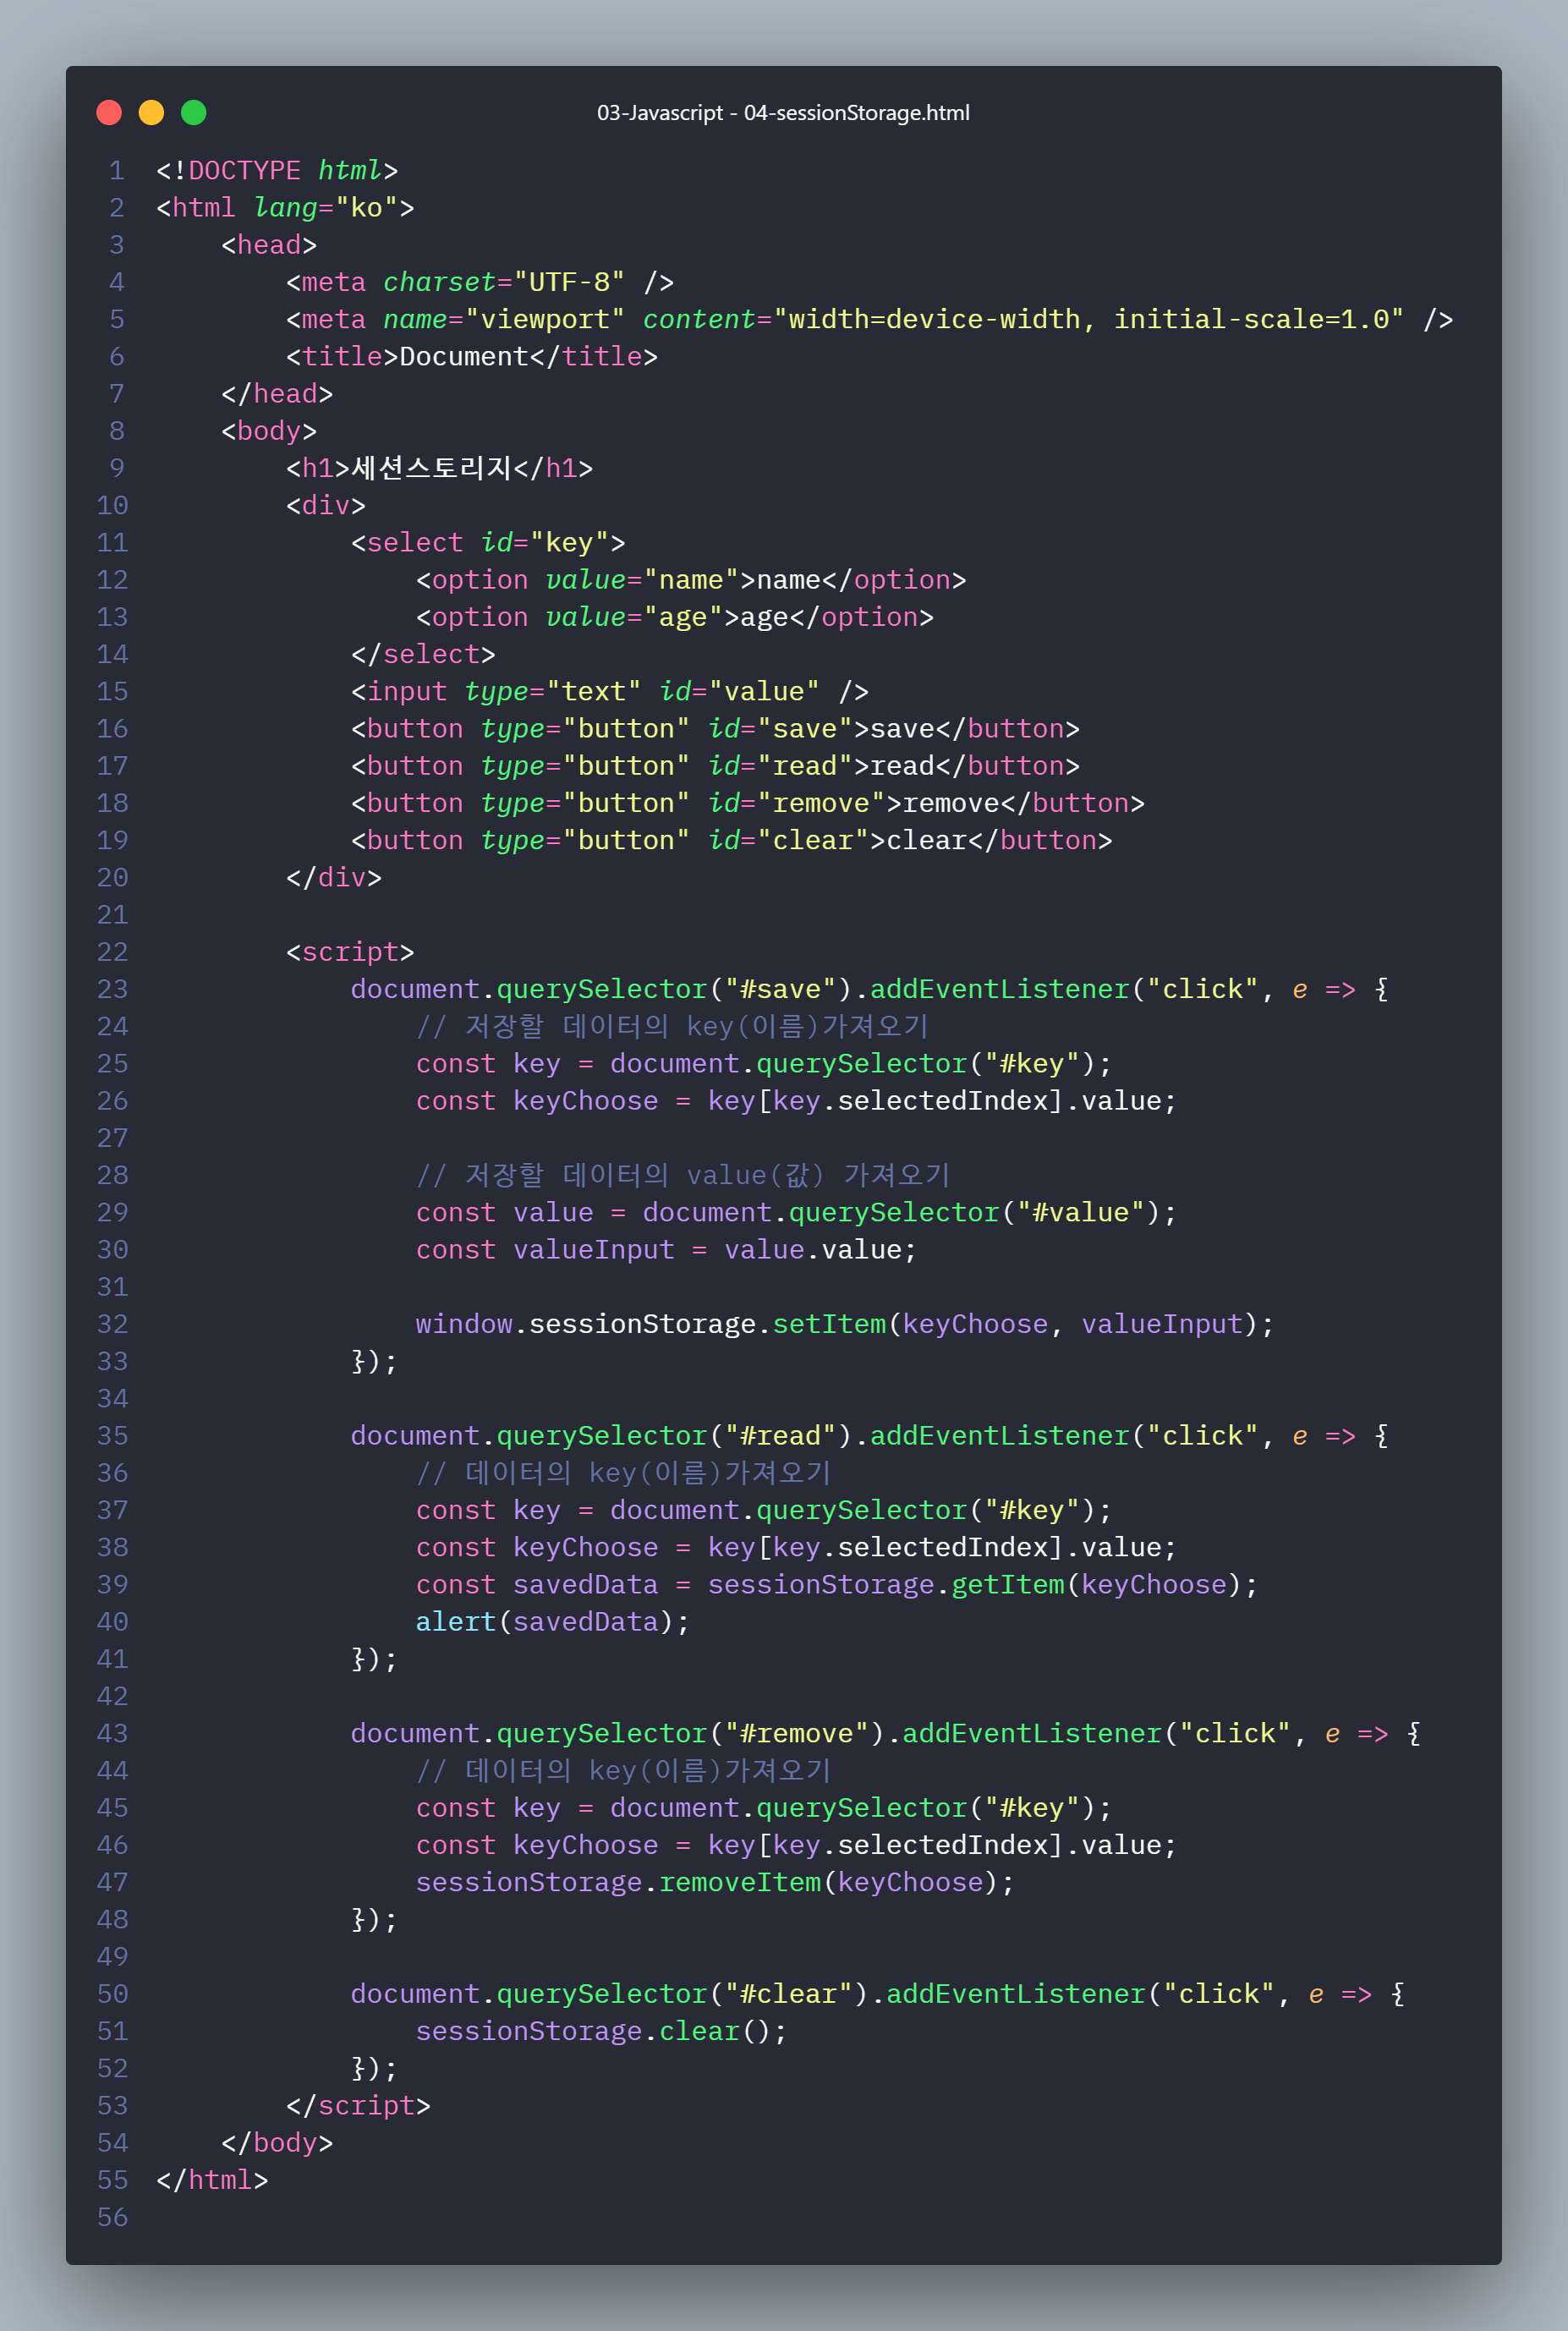 03-Javascript - 04-sessionStorage.html
1 <!DOCTYPE html>
2 <html lang="ko">
3     <head>
4         <meta charset="UTF-8" />
5         <meta name="viewport" content="width=device-width, initial-scale=1.0" />
6         <title>Document</title>
7     </head>
8     <body>
9         <h1>세션스토리지</h1>
10         <div>
11             <select id="key">
12                 <option value="name">name</option>
13                 <option value="age">age</option>
14             </select>
15             <input type="text" id="value" />
16             <button type="button" id="save">save</button>
17             <button type="button" id="read">read</button>
18             <button type="button" id="remove">remove</button>
19             <button type="button" id="clear">clear</button>
20         </div>
21
22         <script>
23             document.querySelector("#save").addEventListener("click", e => {
24                 // 저장할 데이터의 key(이름)가져오기
25                 const key = document.querySelector("#key");
26                 const keyChoose = key[key.selectedIndex].value;
27
28                 // 저장할 데이터의 value(값) 가져오기
29                 const value = document.querySelector("#value");
30                 const valueInput = value.value;
31
32                 window.sessionStorage.setItem(keyChoose, valueInput);
33             });
34
35             document.querySelector("#read").addEventListener("click", e => {
36                 // 데이터의 key(이름)가져오기
37                 const key = document.querySelector("#key");
38                 const keyChoose = key[key.selectedIndex].value;
39                 const savedData = sessionStorage.getItem(keyChoose);
40                 alert(savedData);
41             });
42
43             document.querySelector("#remove").addEventListener("click", e => {
44                 // 데이터의 key(이름)가져오기
45                 const key = document.querySelector("#key");
46                 const keyChoose = key[key.selectedIndex].value;
47                 sessionStorage.removeItem(keyChoose);
48             });
49
50             document.querySelector("#clear").addEventListener("click", e => {
51                 sessionStorage.clear();
52             });
53         </script>
54     </body>
55 </html>
56